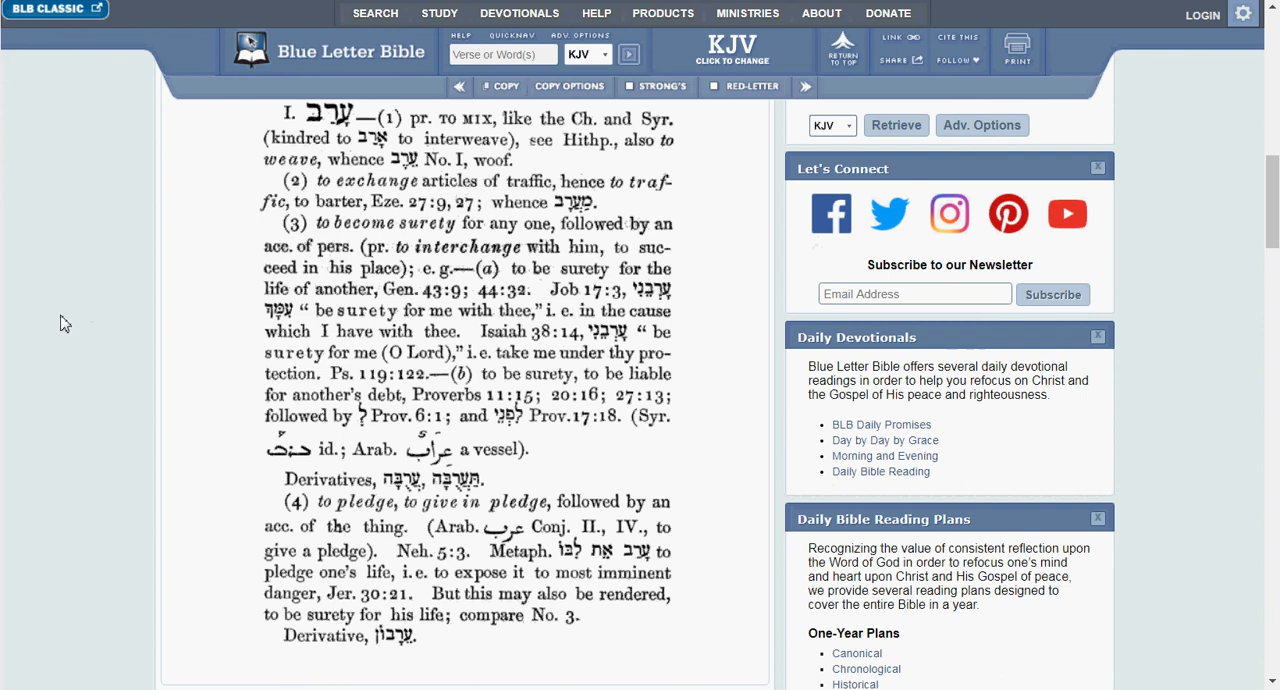 BLB CLASSIC
SEARCH STUDY DEVOTIONALS HELP PRODUCTS MINISTRIES ABOUT DONATE
LOGIN
Blue Letter Bible
HELP QUICKNAV ADV. OPTIONS
Verse or Word(s) KJV
KJV
CLICK TO CHANGE
RETURN
TO TOP
LINK CITE THIS
SHARE FOLLOW
PRINT
COPY COPY OPTIONS STRONG'S RED-LETTER
I. עָרַב—(1) pr. TO MIX, like the Ch. and Syr.
(kindred to אָרַב to interweave), see Hithp., also to
weave, whence עֵרֶב No. I, woof.
(2) to exchange articles of traffic, hence to traf-
fic, to barter, Eze. 27:9, 27; whence מַעֲרָב.
(3) to become surety for any one, followed by an
acc. of pers. (pr. to interchange with him, to suc-
ceed in his place); e. g.—(a) to be surety for the
life of another, Gen. 43:9; 44:32. Job 17:3, עָרְבֵנִי
עִמָּךְ “be surety for me with thee,” i. e. in the cause
which I have with thee. Isaiah 38:14, עָרְבֵנִי “be
surety for me (O Lord),” i. e. take me under thy pro-
tection. Ps. 119:122.—(b) to be surety, to be liable
for another's debt, Proverbs 11:15; 20:16; 27:13;
followed by לְ Prov. 6:1; and לִפְנֵי Prov. 17:18. (Syr.
id.; Arab. a vessel).
Derivatives, תַּעֲרֻבָה, עֲרֻבָּה.
(4) to pledge, to give in pledge, followed by an
acc. of the thing. (Arab. عرب Conj. II., IV., to
give a pledge). Neh. 5:3. Metaph. עָרַב אֶת לִבּוֹ to
pledge one's life, i. e. to expose it to most imminent
danger, Jer. 30:21. But this may also be rendered,
to be surety for his life; compare No. 3.
Derivative, עֵרָבוֹן.
KJV Retrieve Adv. Options
Let's Connect X
Subscribe to our Newsletter
Email Address Subscribe
Daily Devotionals X
Blue Letter Bible offers several daily devotional
readings in order to help you refocus on Christ and
the Gospel of His peace and righteousness.
BLB Daily Promises
Day by Day by Grace
Morning and Evening
Daily Bible Reading
Daily Bible Reading Plans X
Recognizing the value of consistent reflection upon
the Word of God in order to refocus one's mind
and heart upon Christ and His Gospel of peace,
we provide several reading plans designed to
cover the entire Bible in a year.
One-Year Plans
Canonical
Chronological
Historical